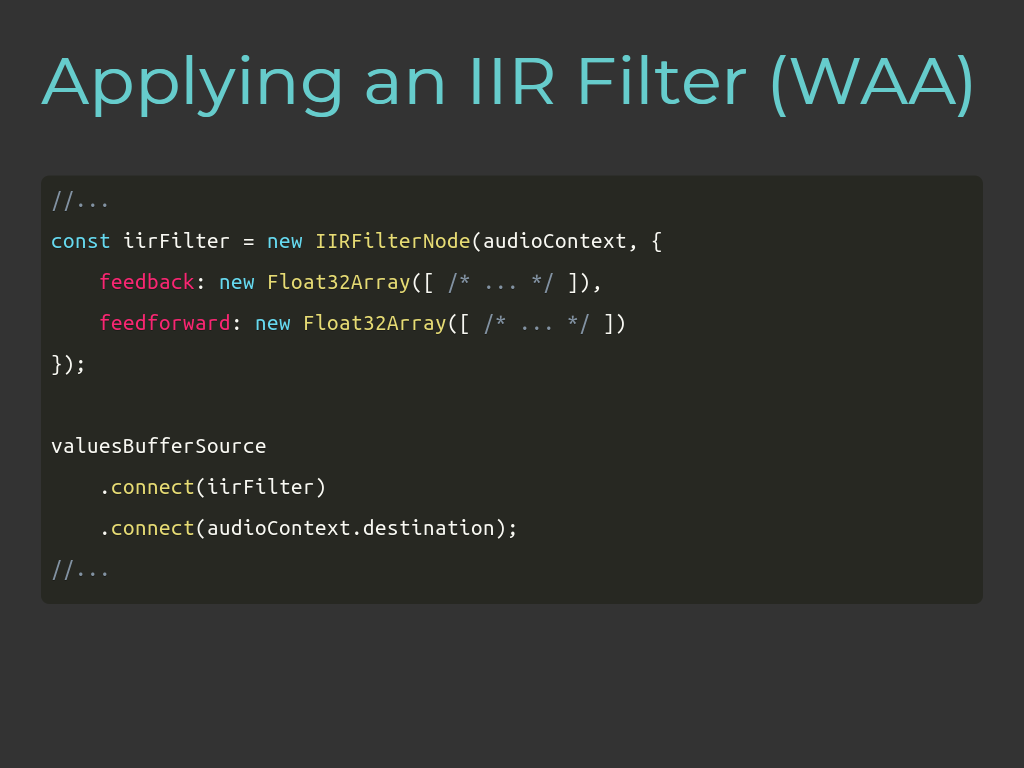 Applying an IIR Filter (WAA)
//...
const iirFilter = new IIRFilterNode(audioContext, {
    feedback: new Float32Array([ /* ... */ ]),
    feedforward: new Float32Array([ /* ... */ ])
});

valuesBufferSource
    .connect(iirFilter)
    .connect(audioContext.destination);
//...